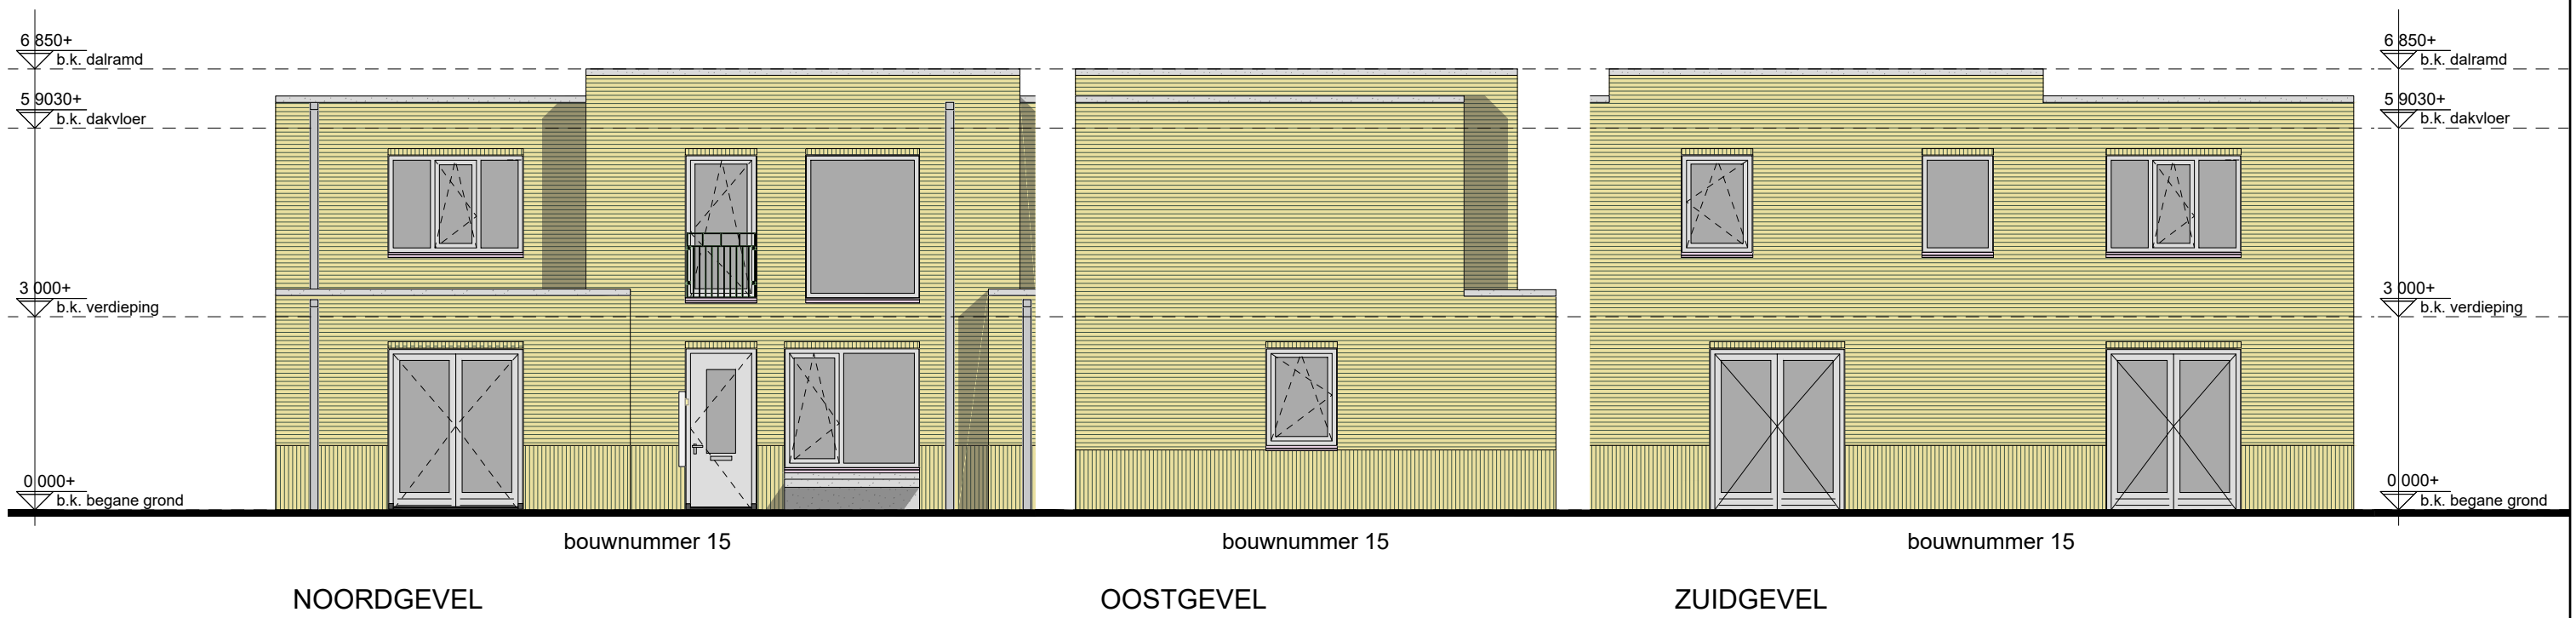 6 850+
b.k. dalramd
5 9030+
b.k. dakvloer
3 000+
b.k. verdieping
0 000+
b.k. begane grond
6 850+
b.k. dalramd
5 9030+
b.k. dakvloer
3 000+
b.k. verdieping
0 000+
b.k. begane grond
bouwnummer 15
bouwnummer 15
bouwnummer 15
NOORDGEVEL
OOSTGEVEL
ZUIDGEVEL